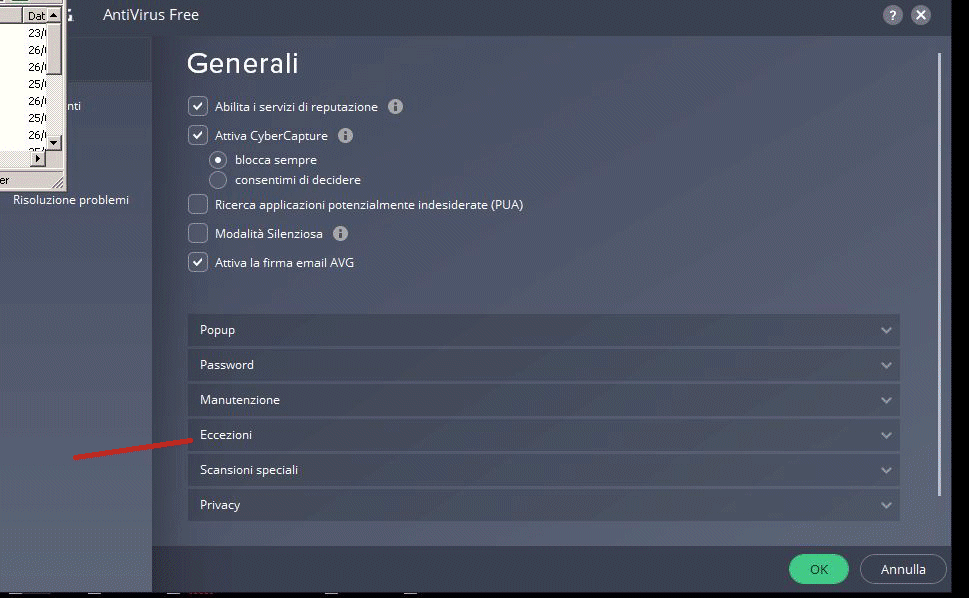 Dat
AntiVirus Free
?
23/
26/
26/
25/
26/
25/
26/
er
nti
Risoluzione problemi
Generali
Abilita i servizi di reputazione
Attiva CyberCapture
blocca sempre
consentimi di decidere
Ricerca applicazioni potenzialmente indesiderate (PUA)
Modalità Silenziosa
Attiva la firma email AVG
Popup
Password
Manutenzione
Eccezioni
Scansioni speciali
Privacy
OK
Annulla